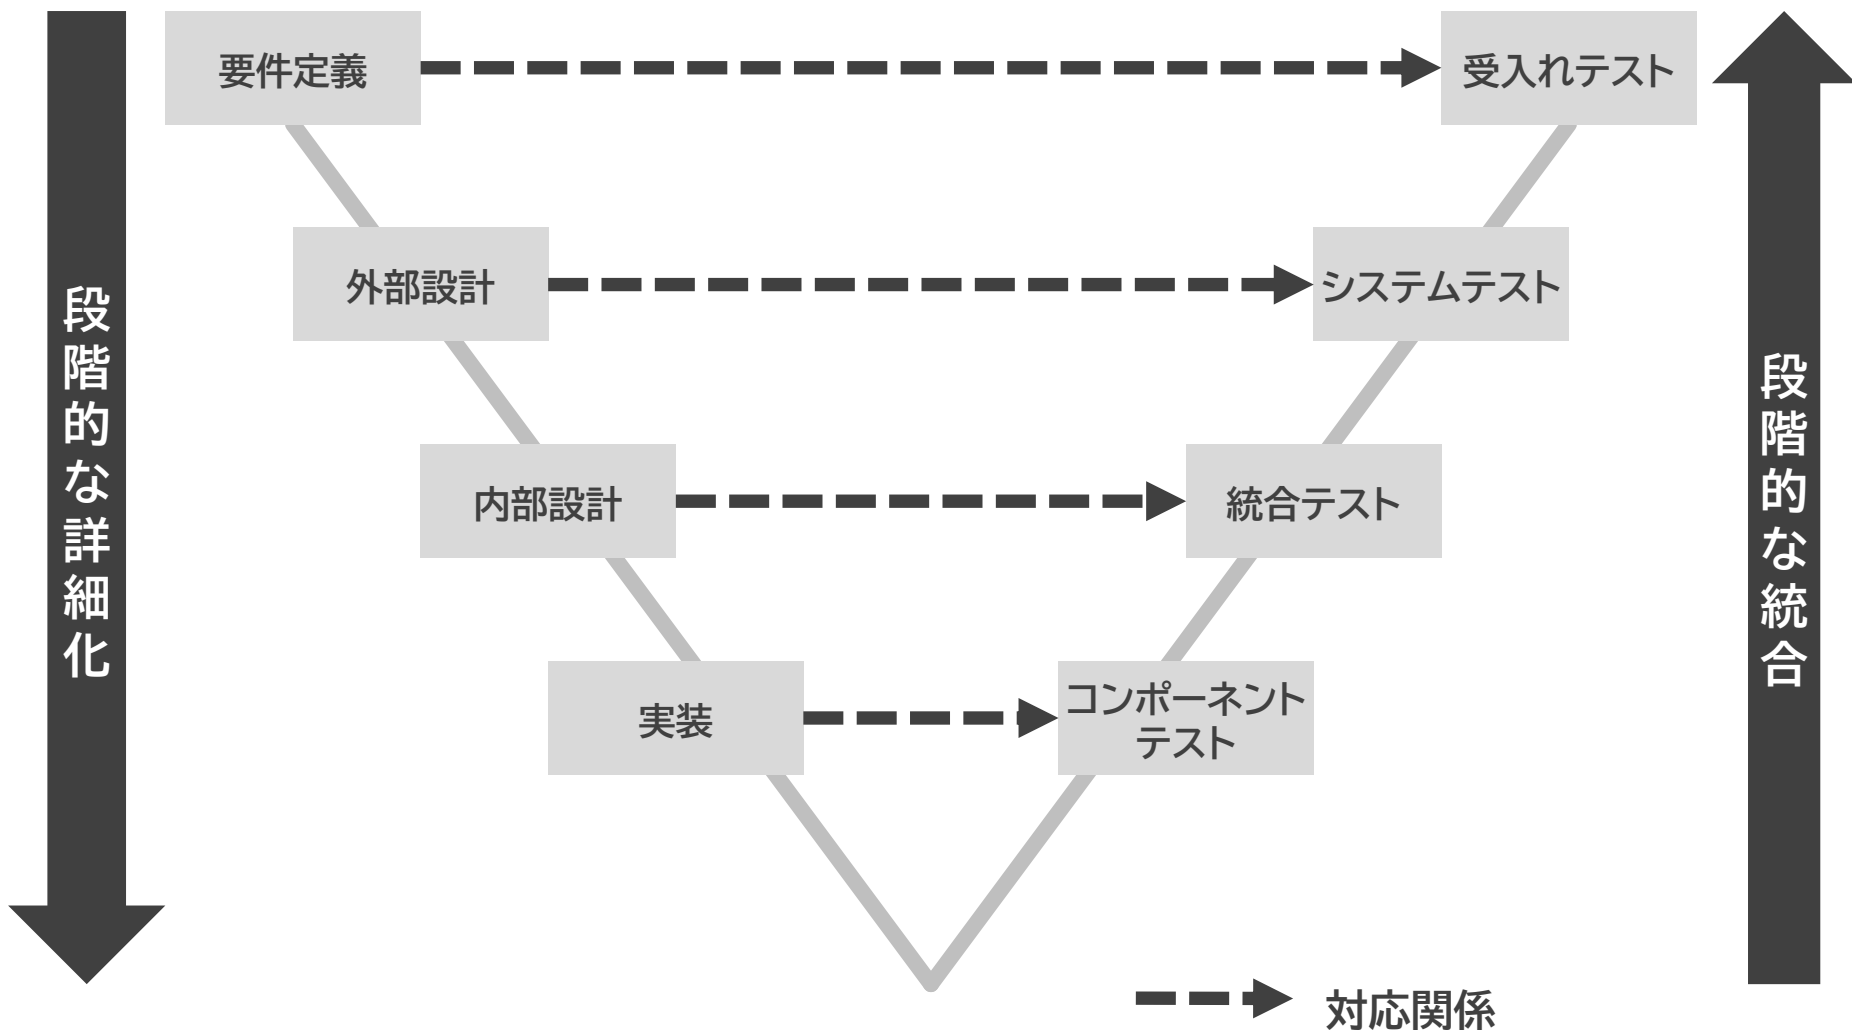 要件定義
受入れテスト
外部設計
システムテスト
内部設計
統合テスト
実装
コンポーネント
テスト
段階的な詳細化
段階的な統合
対応関係